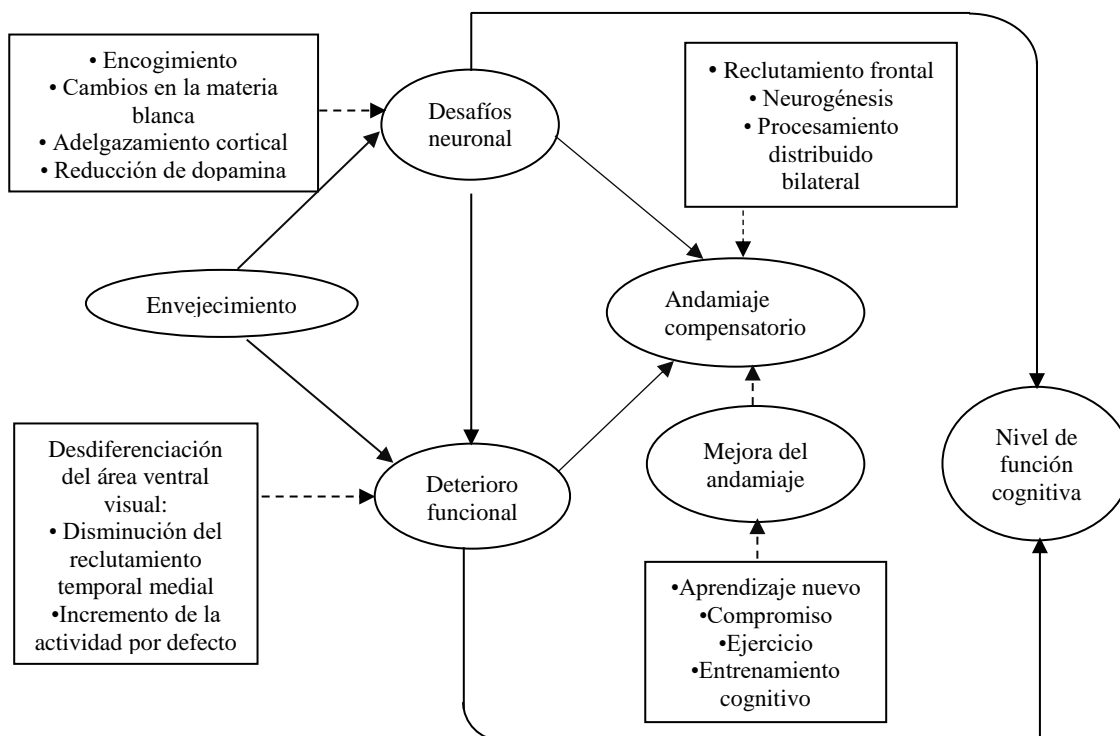 • Encogimiento
• Cambios en la materia
blanca
• Adelgazamiento cortical
• Reducción de dopamina
Desafíos
neuronal
• Reclutamiento frontal
• Neurogénesis
• Procesamiento
distribuido
bilateral
Envejecimiento
Andamiaje
compensatorio
Desdiferenciación
del área ventral
visual:
• Disminución del
reclutamiento
temporal medial
•Incremento de la
actividad por defecto
Deterioro
funcional
Mejora del
andamiaje
Nivel de
función
cognitiva
•Aprendizaje nuevo
•Compromiso
•Ejercicio
•Entrenamiento
cognitivo